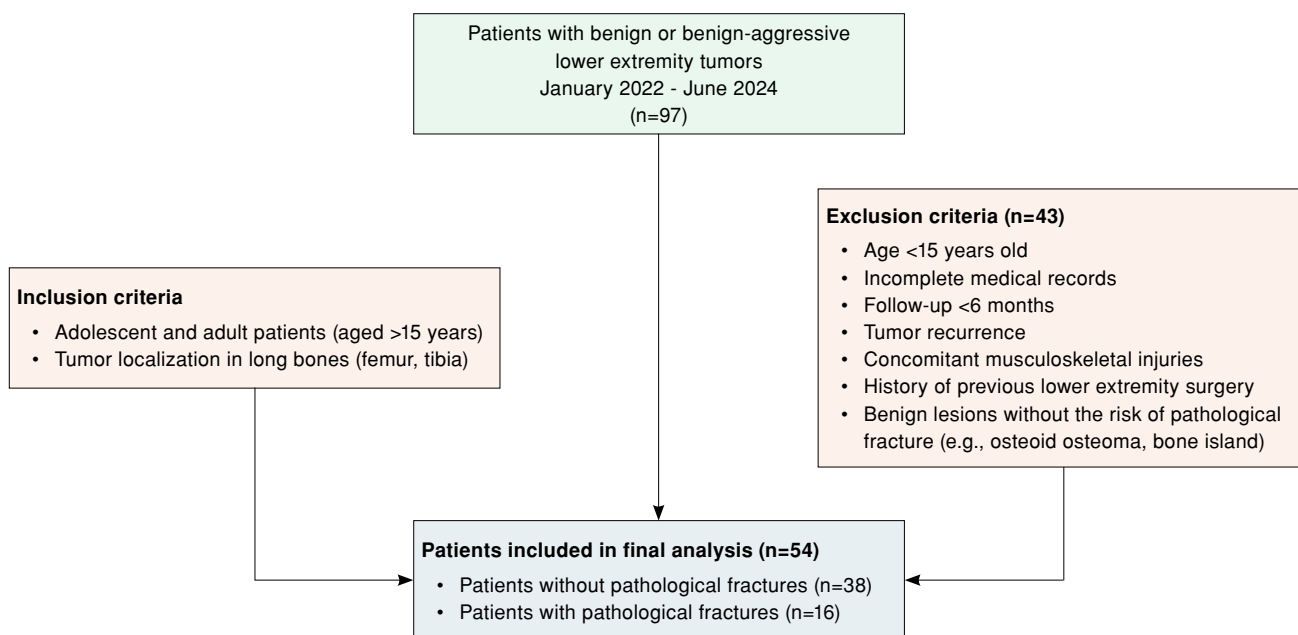 Patients with benign or benign-aggressive
lower extremity tumors
January 2022 - June 2024
(n=97)
Exclusion criteria (n=43)
• Age <15 years old
• Incomplete medical records
• Follow-up <6 months
• Tumor recurrence
• Concomitant musculoskeletal injuries
• History of previous lower extremity surgery
• Benign lesions without the risk of pathological
fracture (e.g., osteoid osteoma, bone island)
Inclusion criteria
• Adolescent and adult patients (aged >15 years)
• Tumor localization in long bones (femur, tibia)
Patients included in final analysis (n=54)
• Patients without pathological fractures (n=38)
• Patients with pathological fractures (n=16)